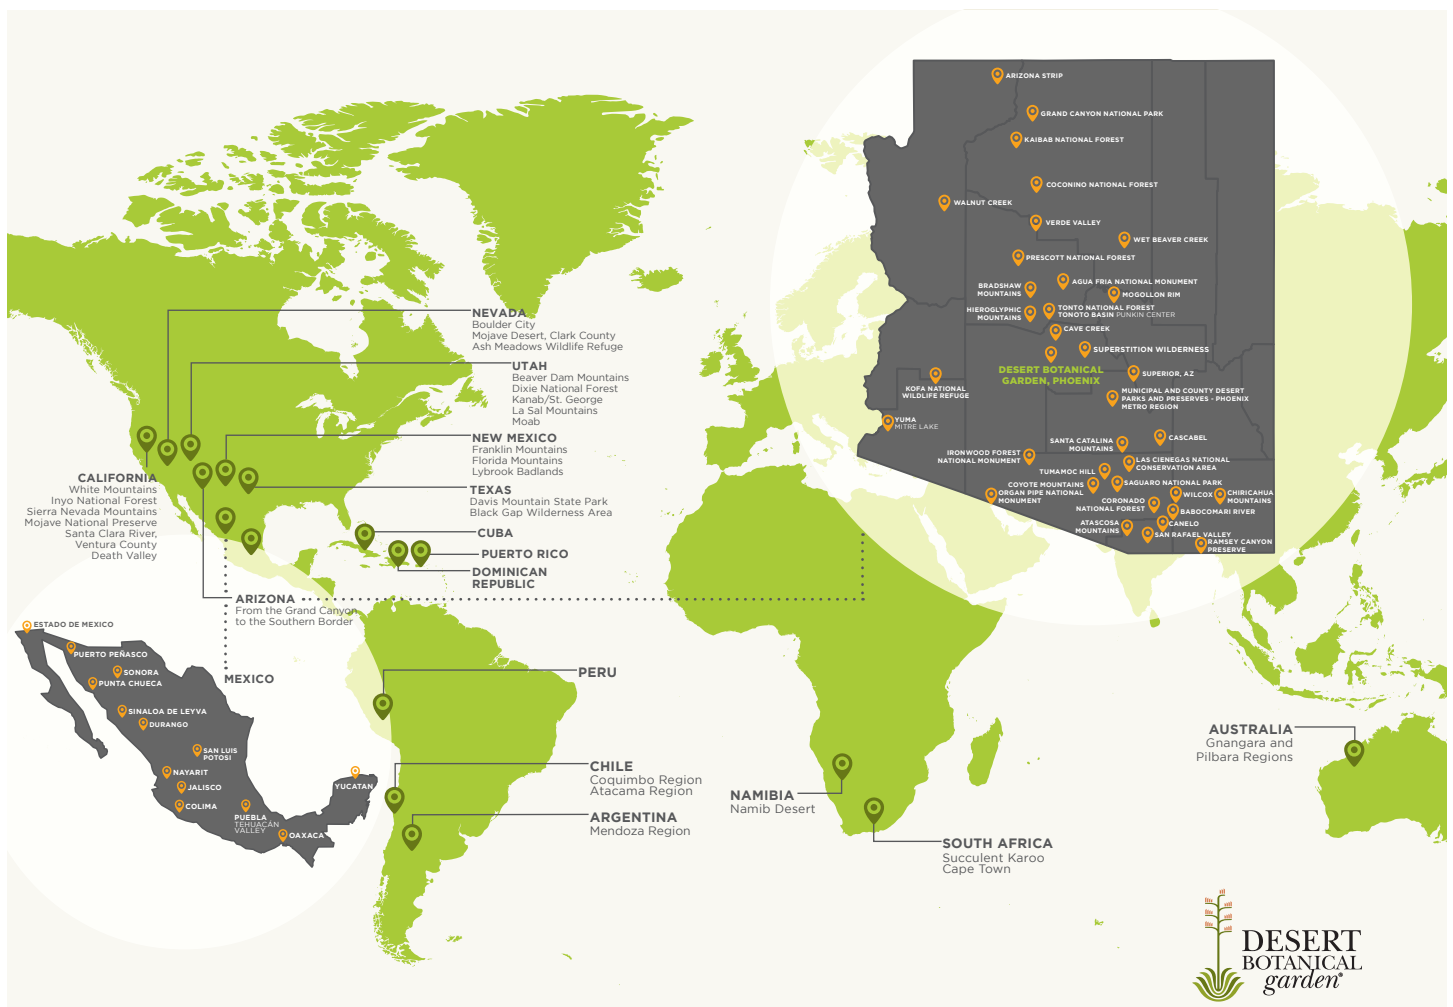 ARIZONA STRIP
GRAND CANYON NATIONAL PARK
KAIBAB NATIONAL FOREST
COCONINO NATIONAL FOREST
WALNUT CREEK
VERDE VALLEY
WET BEAVER CREEK
PRESCOTT NATIONAL FOREST
AGUA FRIA NATIONAL MONUMENT
BRADSHAW
MOUNTAINS
MOGOLLON RIM
HIEROGLYPHIC
MOUNTAINS
TONTO NATIONAL FOREST
TONOTO BASIN PUNKIN CENTER
CAVE CREEK
SUPERSTITION WILDERNESS
DESERT BOTANICAL
GARDEN, PHOENIX
SUPERIOR, AZ
KOFA NATIONAL
WILDLIFE REFUGE
MUNICIPAL AND COUNTY DESERT
PARKS AND PRESERVES - PHOENIX
METRO REGION
YUMA
MITRE LAKE
SANTA CATALINA
MOUNTAINS
CASCABEL
IRONWOOD FOREST
NATIONAL MONUMENT
LAS CIENEGAS NATIONAL
CONSERVATION AREA
TUMAMOC HILL
COYOTE MOUNTAINS
SAGUARO NATIONAL PARK
ORGAN PIPE NATIONAL
MONUMENT
WILCOX
CHIRICAHUA
MOUNTAINS
CORONADO
NATIONAL FOREST
BABOCOMARI RIVER
ATASCOSA
MOUNTAINS
CANELO
SAN RAFAEL VALLEY
RAMSEY CANYON
PRESERVE
NEVADA
Boulder City
Mojave Desert, Clark County
Ash Meadows Wildlife Refuge
UTAH
Beaver Dam Mountains
Dixie National Forest
Kanab/St. George
La Sal Mountains
Moab
NEW MEXICO
Franklin Mountains
Florida Mountains
Lybrook Badlands
TEXAS
Davis Mountain State Park
Black Gap Wilderness Area
CALIFORNIA
White Mountains
Inyo National Forest
Sierra Nevada Mountains
Mojave National Preserve
Santa Clara River,
Ventura County
Death Valley
CUBA
PUERTO RICO
DOMINICAN
REPUBLIC
ARIZONA
From the Grand Canyon
to the Southern Border
MEXICO
ESTADO DE MEXICO
PUERTO PEÑASCO
SONORA
PUNTA CHUECA
SINALOA DE LEYVA
DURANGO
SAN LUIS
POTOSI
NAYARIT
JALISCO
COLIMA
YUCATAN
PUEBLA
TEHUACÁN
VALLEY
OAXACA
PERU
CHILE
Coquimbo Region
Atacama Region
ARGENTINA
Mendoza Region
NAMIBIA
Namib Desert
SOUTH AFRICA
Succulent Karoo
Cape Town
AUSTRALIA
Gnangara and
Pilbara Regions
DESERT
BOTANICAL
garden®